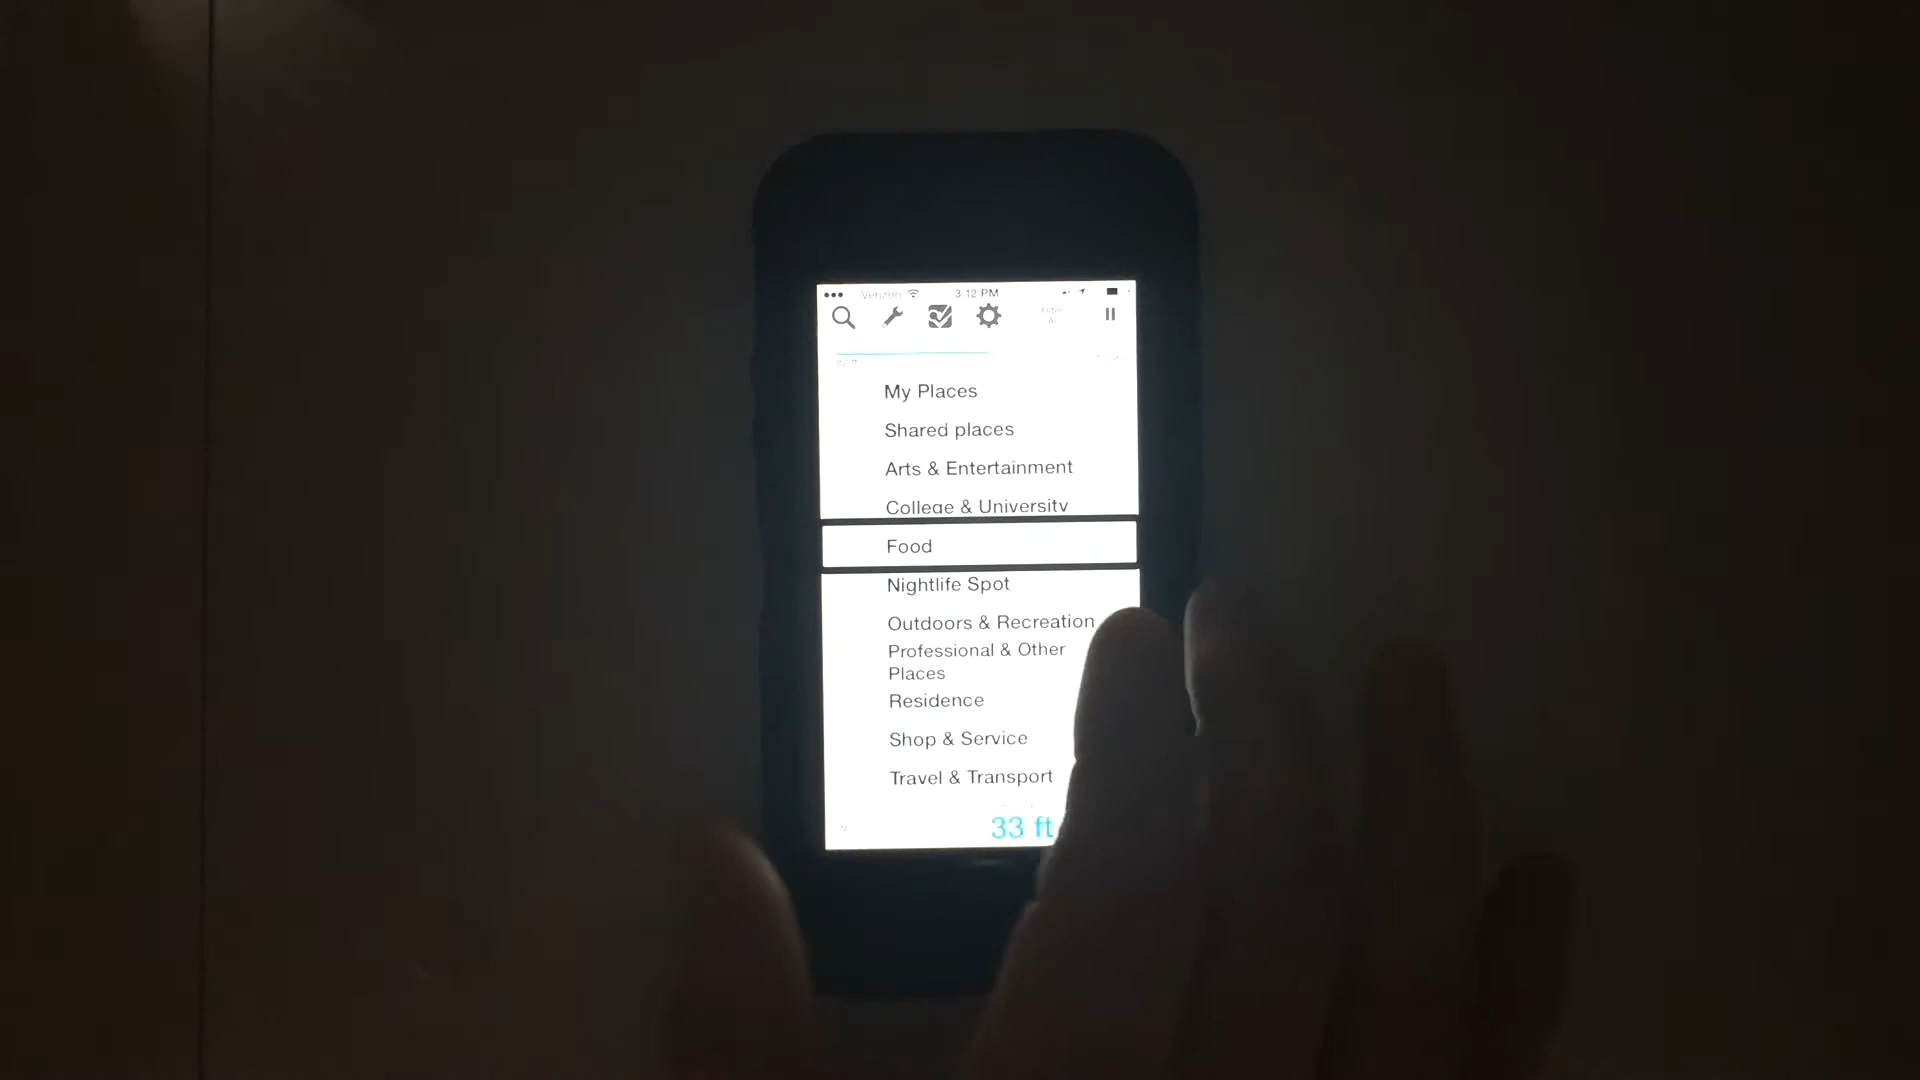 Verizon 3:12 PM
My Places
Shared places
Arts & Entertainment
College & University
Food
Nightlife Spot
Outdoors & Recreation
Professional & Other
Places
Residence
Shop & Service
Travel & Transport
33 ft